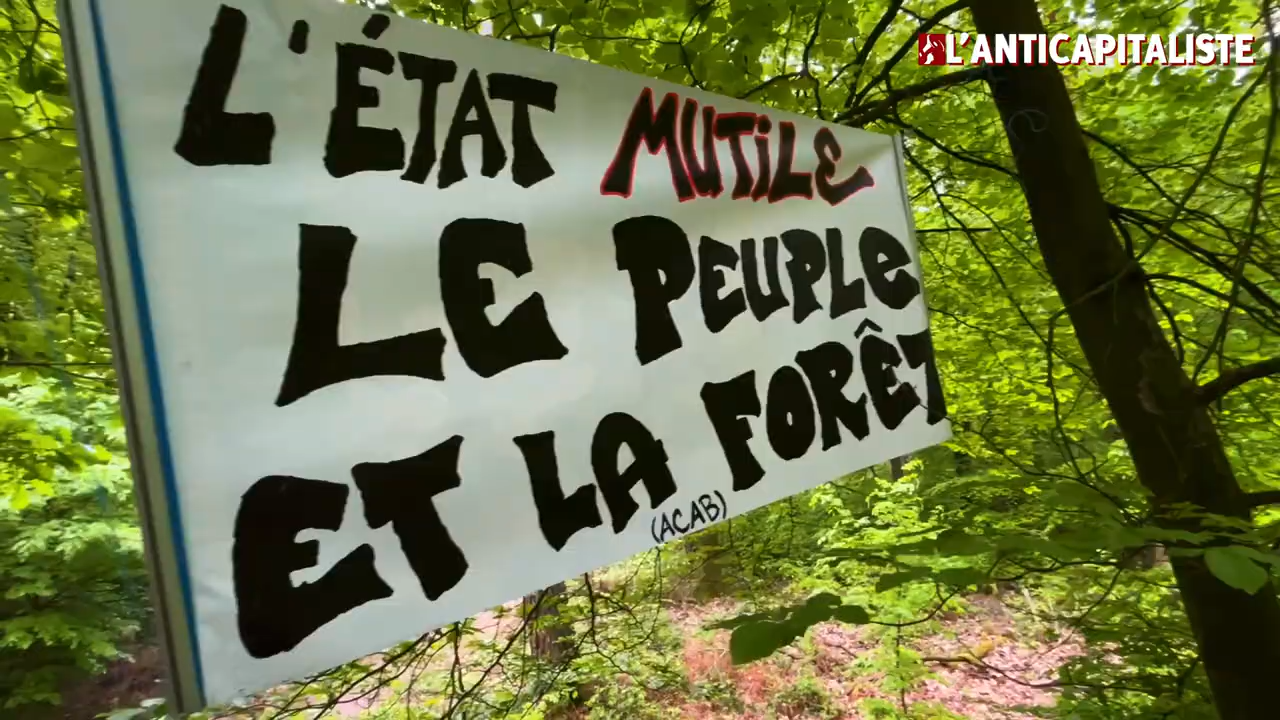 L'ANTICAPITALISTE
L'ÉTAT MUTiLE
LE PEUPLE
ET LA FORÊT
(ACAB)